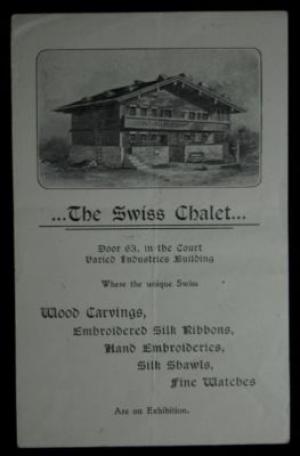 ...The Swiss Chalet...
Door 63, in the Court
Varied Industries Building
Where the unique Swiss
Wood Carvings,
Embroidered Silk Ribbons,
Hand Embroideries,
Silk Shawls,
Fine Watches
Are on Exhibition.